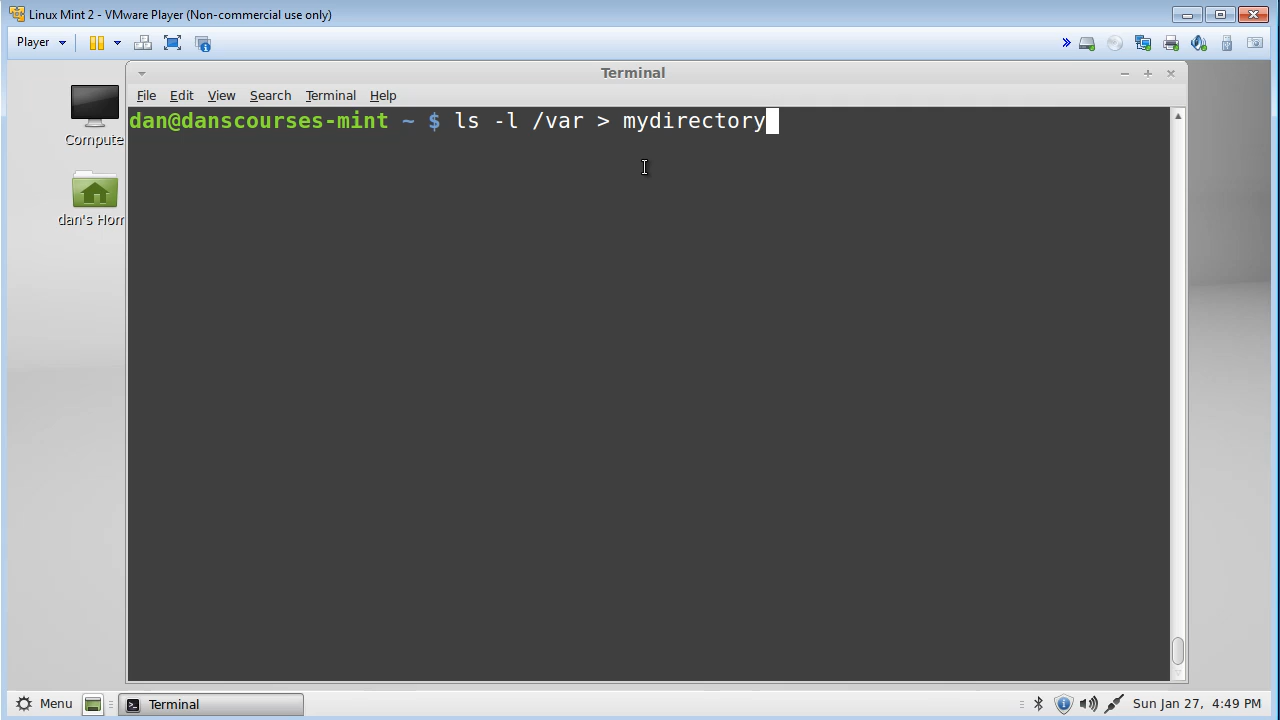 Linux Mint 2 - VMware Player (Non-commercial use only)
Player
Terminal
File Edit View Search Terminal Help
dan@danscourses-mint ~ $ ls -l /var > mydirectory
Compute
dan's Hom
Menu Terminal Sun Jan 27, 4:49 PM